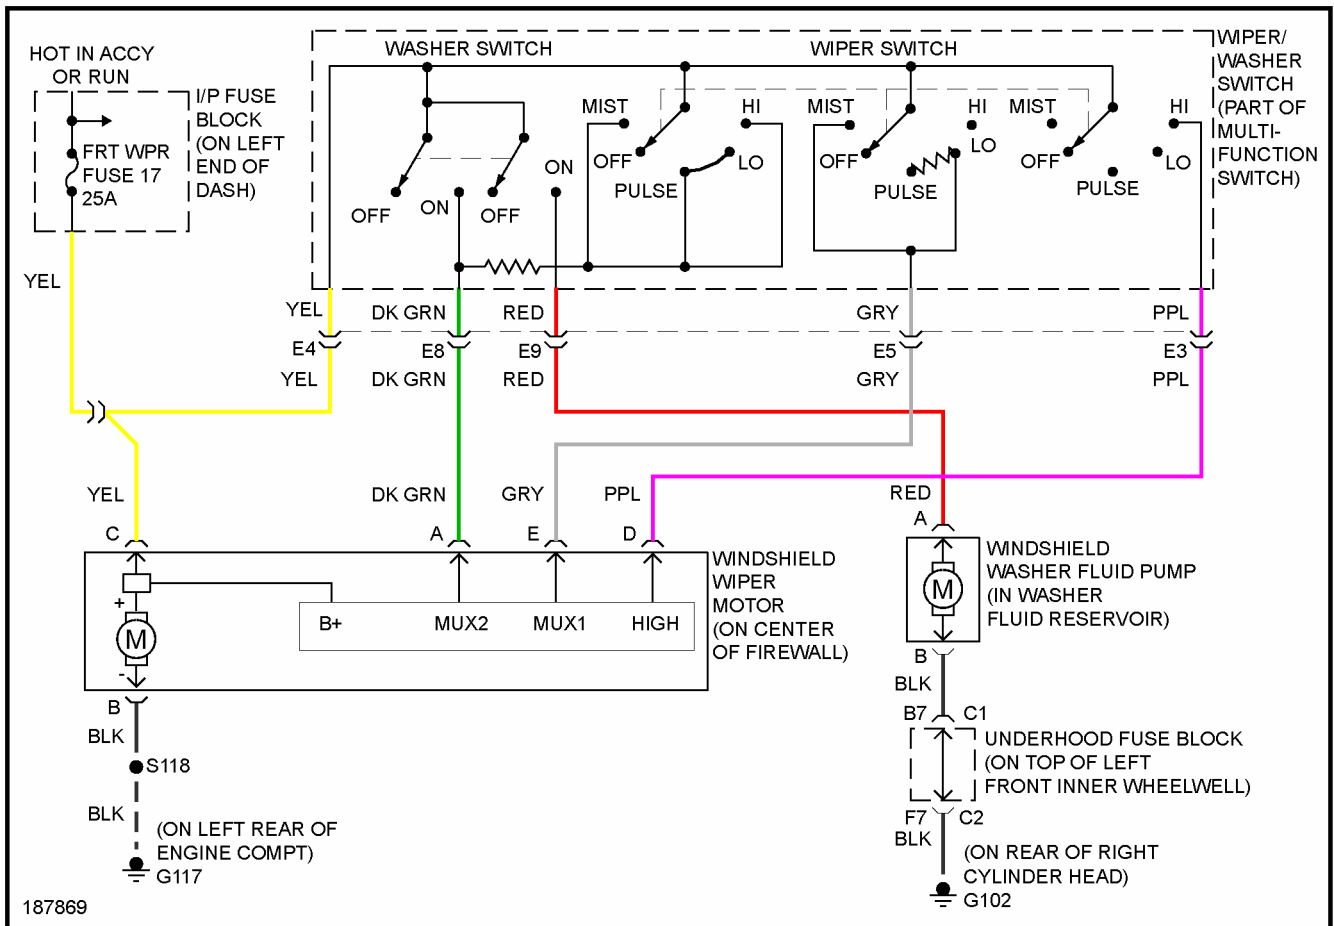 HOT IN ACCY
OR RUN
I/P FUSE
BLOCK
(ON LEFT
END OF
DASH)
FRT WPR
FUSE 17
25A
WASHER SWITCH
WIPER SWITCH
WIPER/
WASHER
SWITCH
(PART OF
MULTI-
FUNCTION
SWITCH)
OFF
ON
OFF
ON
MIST
HI
OFF
LO
PULSE
MIST
HI
LO
OFF
PULSE
MIST
HI
OFF
LO
PULSE
YEL
YEL
DK GRN
RED
GRY
PPL
E4
E8
E9
E5
E3
YEL
DK GRN
RED
GRY
PPL
YEL
DK GRN
GRY
PPL
RED
C
A
E
D
A
WINDSHIELD
WIPER
MOTOR
(ON CENTER
OF FIREWALL)
+
M
-
B+
MUX2
MUX1
HIGH
WINDSHIELD
WASHER FLUID PUMP
(IN WASHER
FLUID RESERVOIR)
M
B
BLK
B7
C1
UNDERHOOD FUSE BLOCK
(ON TOP OF LEFT
FRONT INNER WHEELWELL)
F7
C2
BLK
(ON REAR OF RIGHT
CYLINDER HEAD)
G102
B
BLK
S118
BLK
(ON LEFT REAR OF
ENGINE COMPT)
G117
187869